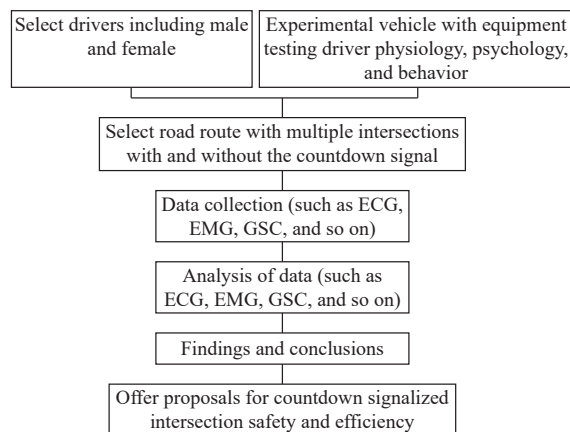 Select drivers including male
and female
Experimental vehicle with equipment
testing driver physiology, psychology,
and behavior
Select road route with multiple intersections
with and without the countdown signal
Data collection (such as ECG,
EMG, GSC, and so on)
Analysis of data (such as
ECG, EMG, GSC, and so on)
Findings and conclusions
Offer proposals for countdown signalized
intersection safety and efficiency